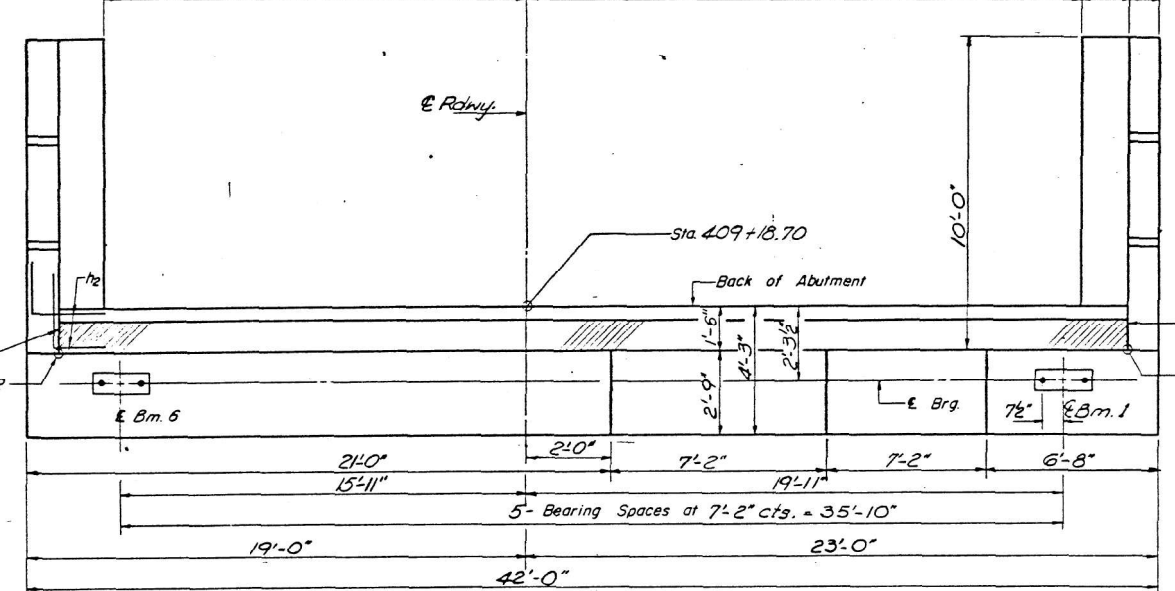 ℄ Rdwy.
Sta. 409+18.70
10'-0"
h2
Back of Abutment
1'-6"
4'-3"
2'-3½"
2'-9"
℄ Bm. 6
℄ Brg.
7½"
℄ Bm. 1
2'-0"
21'-0"
7'-2"
7'-2"
6'-8"
15'-11"
19'-11"
5- Bearing Spaces at 7'-2" cts. = 35'-10"
19'-0"
23'-0"
42'-0"